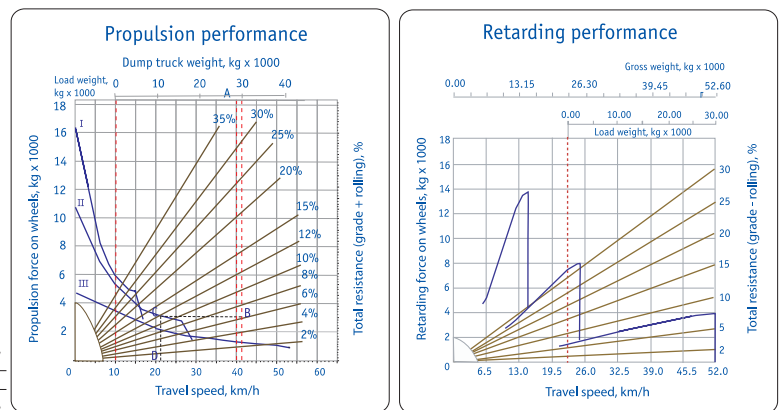 Propulsion performance
Dump truck weight, kg x 1000
Load weight,
kg x 1000
0 10 20 30 40
A
18
16
14
12
10
8
6
4
2
Propulsion force on wheels, kg x 1000
I
II
III
C
B
D
35%
30%
25%
20%
15%
12%
10%
8%
6%
4%
2%
Total resistance (grade + rolling), %
0 10 20 30 40 50 60
Travel speed, km/h
Retarding performance
Gross weight, kg x 1000
0.00 13.15 26.30 39.45 52.60
F
0.00 10.00 20.00 30.00
Load weight, kg x 1000
18
16
14
12
10
8
6
4
2
0
Retarding force on wheels, kg x 1000
30
25
20
15
10
5
2
Total resistance (grade - rolling), %
6.5 13.0 19.5 26.0 32.5 39.0 45.5 52.0
Travel speed, km/h